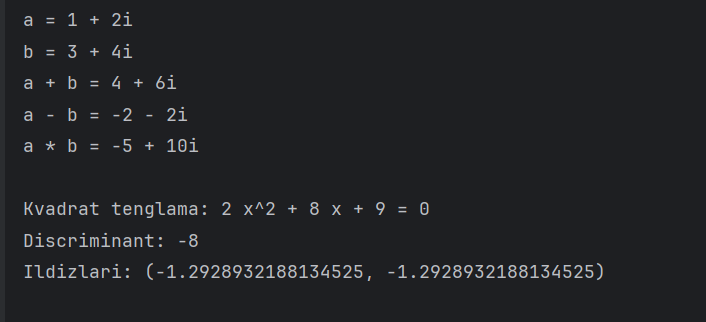 a = 1 + 2i
b = 3 + 4i
a + b = 4 + 6i
a - b = -2 - 2i
a * b = -5 + 10i
Kvadrat tenglama: 2 x^2 + 8 x + 9 = 0
Discriminant: -8
Ildizlari: (-1.2928932188134525, -1.2928932188134525)